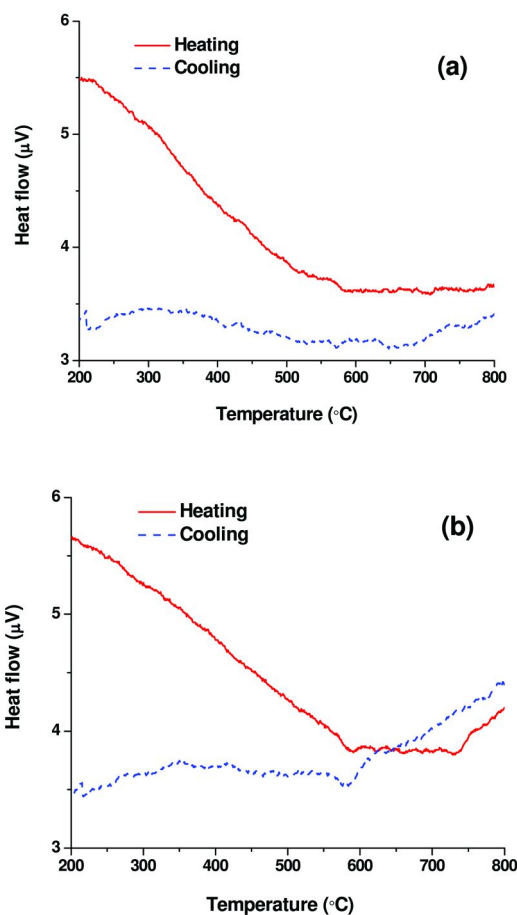 6
Heating
Cooling
(a)
5
Heat flow (μV)
4
3
200 300 400 500 600 700 800
Temperature (°C)
6
Heating
Cooling
(b)
5
Heat flow (μV)
4
3
200 300 400 500 600 700 800
Temperature (°C)